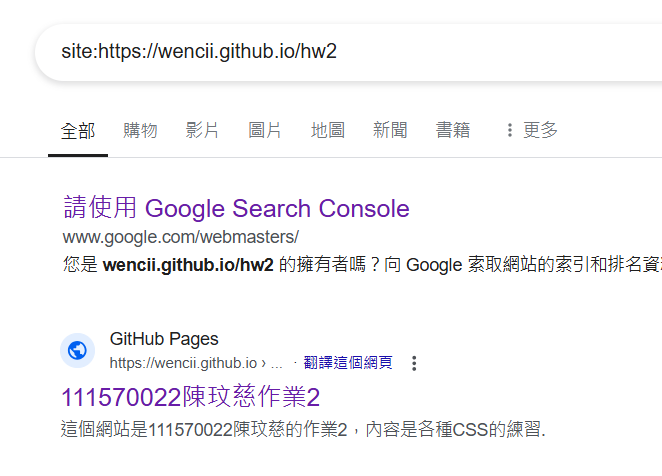 site:https://wencii.github.io/hw2
全部 購物 影片 圖片 地圖 新聞 書籍 更多
請使用 Google Search Console
www.google.com/webmasters/
您是 wencii.github.io/hw2 的擁有者嗎？向 Google 索取網站的索引和排名資
GitHub Pages
https://wencii.github.io › ... · 翻譯這個網頁
111570022陳玟慈作業2
這個網站是111570022陳玟慈的作業2，內容是各種CSS的練習.